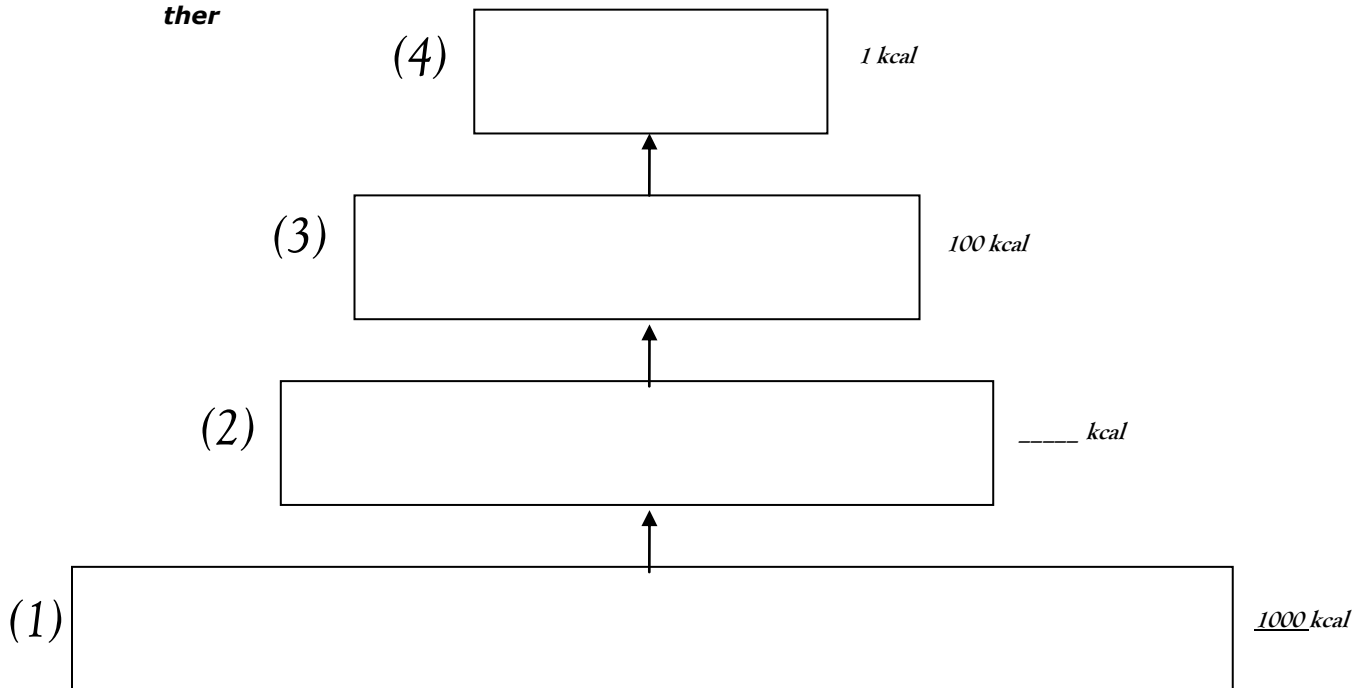 ther
(4) 1 kcal
(3) 100 kcal
(2) _____ kcal
(1) 1000 kcal